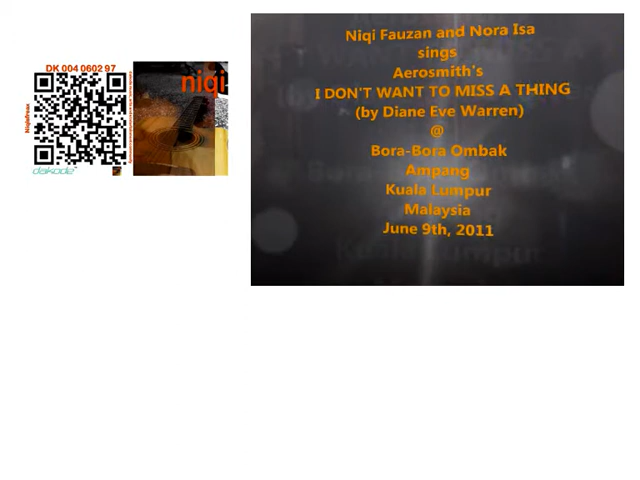 DK 004 0602 97
niqi
dakode
Niqi Fauzan and Nora Isa
sings
Aerosmith's
I DON'T WANT TO MISS A THING
(by Diane Eve Warren)
@
Bora-Bora Ombak
Ampang
Kuala Lumpur
Malaysia
June 9th, 2011